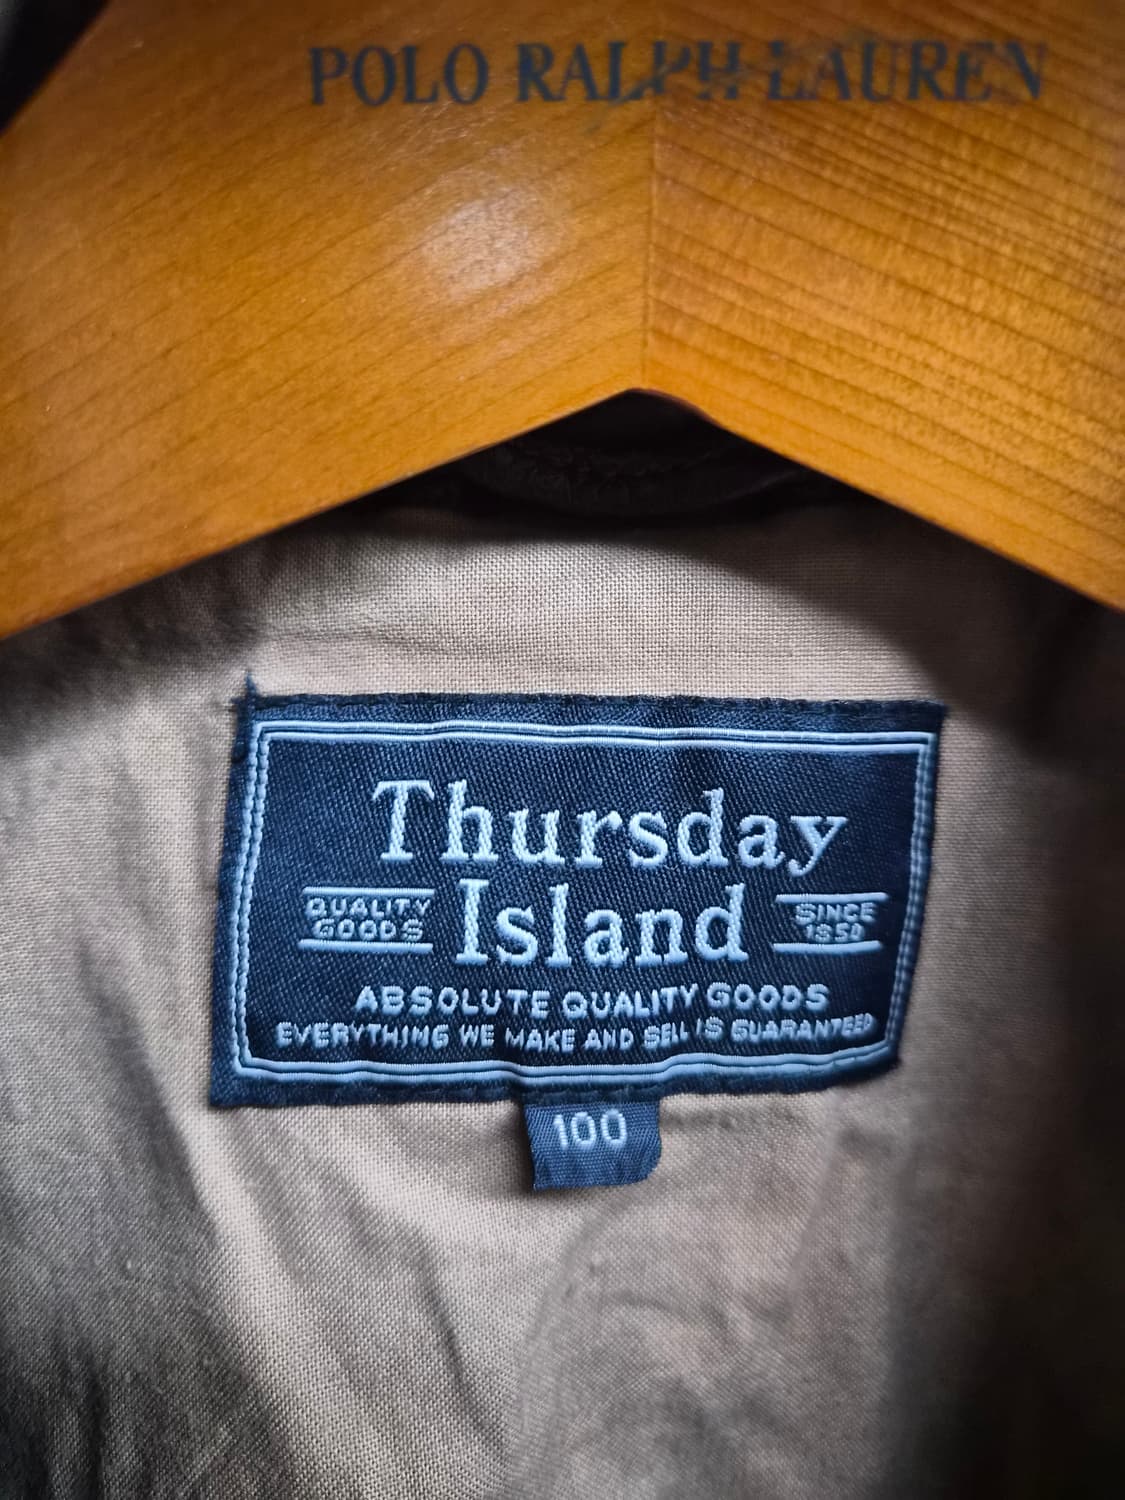 POLO RALPH LAUREN
Thursday
Island
QUALITY
GOODS
SINCE
1850
ABSOLUTE QUALITY GOODS
EVERYTHING WE MAKE AND SELL IS GUARANTEED
100